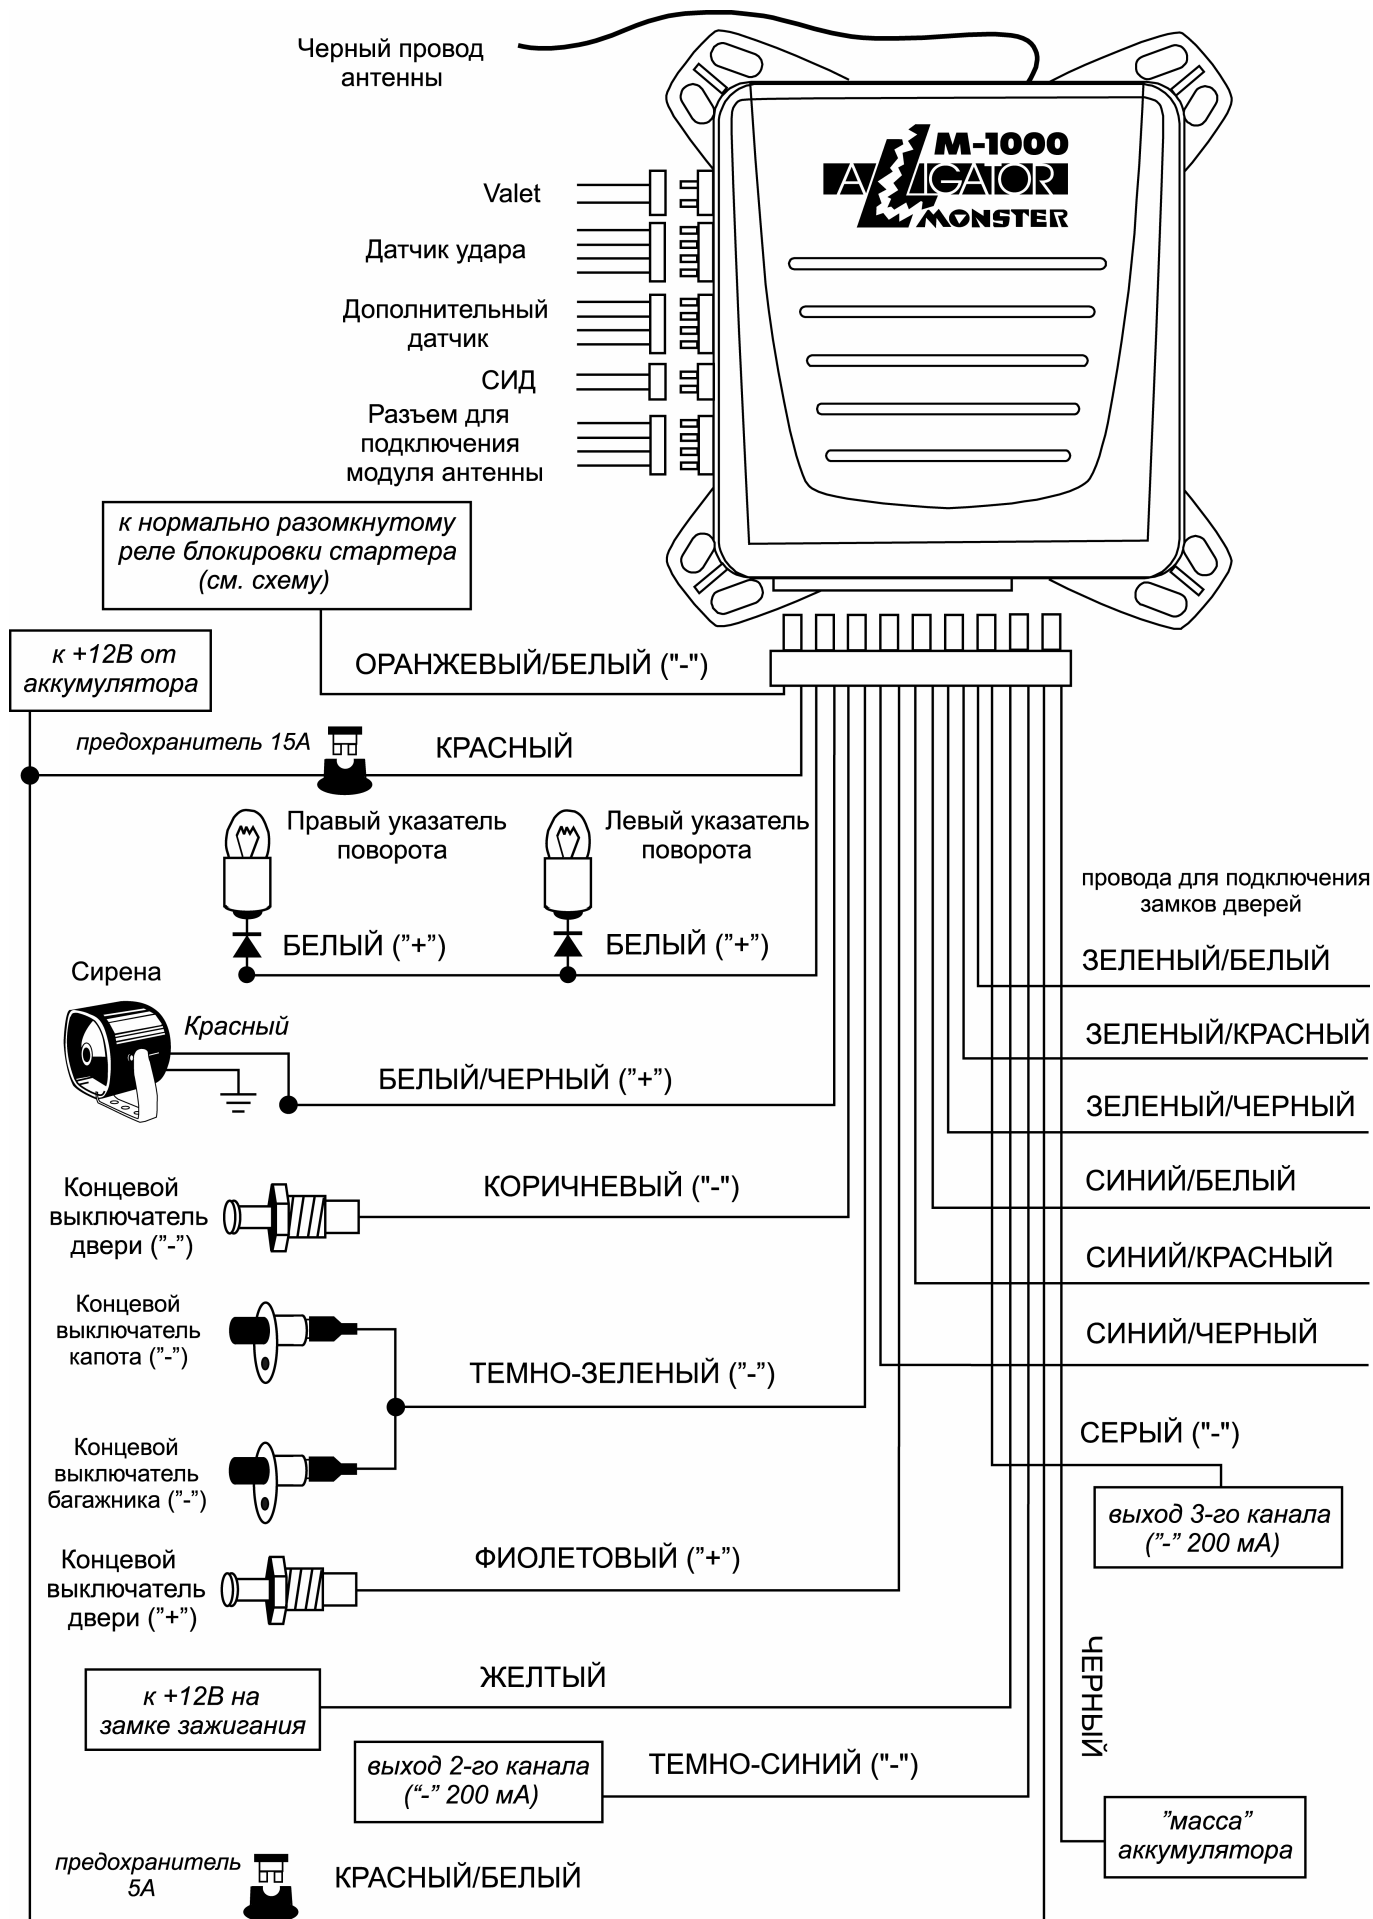 Черный провод
антенны
M-1000
ALLIGATOR
MONSTER
Valet
Датчик удара
Дополнительный
датчик
СИД
Разъем для
подключения
модуля антенны
к нормально разомкнутому
реле блокировки стартера
(см. схему)
к +12В от
аккумулятора
ОРАНЖЕВЫЙ/БЕЛЫЙ ("-")
предохранитель 15А
КРАСНЫЙ
Правый указатель
поворота
Левый указатель
поворота
БЕЛЫЙ ("+")
БЕЛЫЙ ("+")
провода для подключения
замков дверей
ЗЕЛЕНЫЙ/БЕЛЫЙ
ЗЕЛЕНЫЙ/КРАСНЫЙ
ЗЕЛЕНЫЙ/ЧЕРНЫЙ
СИНИЙ/БЕЛЫЙ
СИНИЙ/КРАСНЫЙ
СИНИЙ/ЧЕРНЫЙ
Сирена
Красный
БЕЛЫЙ/ЧЕРНЫЙ ("+")
Концевой
выключатель
двери ("-")
КОРИЧНЕВЫЙ ("-")
Концевой
выключатель
капота ("-")
ТЕМНО-ЗЕЛЕНЫЙ ("-")
Концевой
выключатель
багажника ("-")
СЕРЫЙ ("-")
выход 3-го канала
("-" 200 мА)
Концевой
выключатель
двери ("+")
ФИОЛЕТОВЫЙ ("+")
ЧЕРНЫЙ
к +12В на
замке зажигания
ЖЕЛТЫЙ
выход 2-го канала
("-" 200 мА)
ТЕМНО-СИНИЙ ("-")
"масса"
аккумулятора
предохранитель
5А
КРАСНЫЙ/БЕЛЫЙ